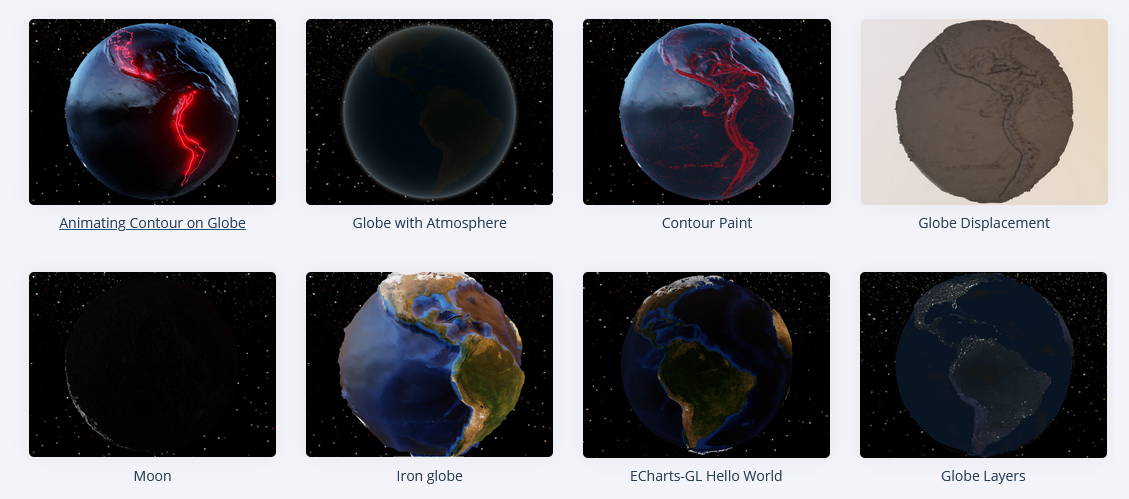 Animating Contour on Globe
Globe with Atmosphere
Contour Paint
Globe Displacement
Moon
Iron globe
ECharts-GL Hello World
Globe Layers